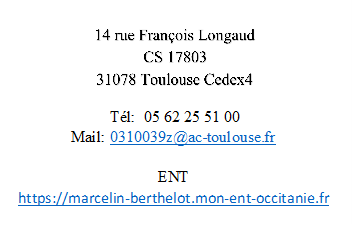 14 rue François Longaud
CS 17803
31078 Toulouse Cedex4
Tél:  05 62 25 51 00
Mail: 0310039z@ac-toulouse.fr
ENT
https://marcelin-berthelot.mon-ent-occitanie.fr